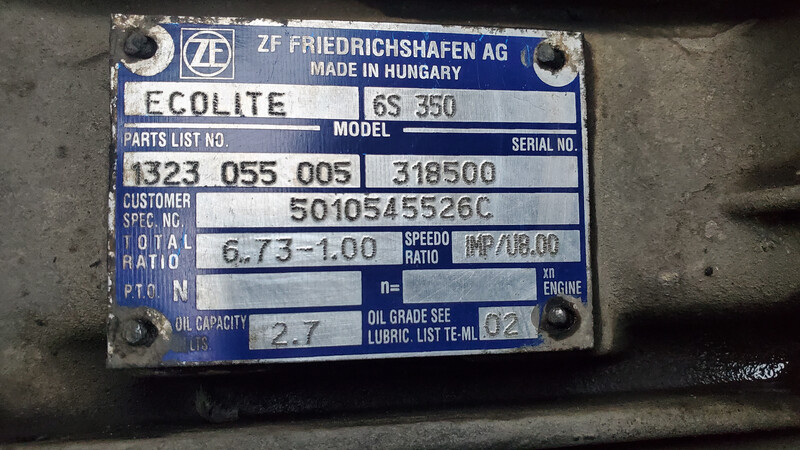 ZF
ZF FRIEDRICHSHAFEN AG
MADE IN HUNGARY
ECOLITE 6S 350
MODEL
PARTS LIST NO. SERIAL NO.
1323 055 005 318500
CUSTOMER SPEC. NO. 5010545526C
TOTAL RATIO 6.73-1.00 SPEEDO RATIO IMP/U8.00
P.T.O. N n= xn ENGINE
OIL CAPACITY LTS 2.7 OIL GRADE SEE LUBRIC. LIST TE-ML 02